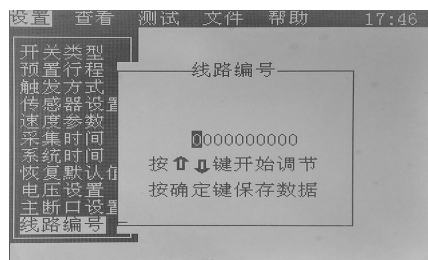 设置 查看 测试 文件 帮助 17:46
开关类型
预置行程
触发方式
传感器设置
速度参数
采集时间
系统时间
恢复默认值
电压设置
主断口设置
线路编号
线路编号
0000000000
按⇧⇩键开始调节
按确定键保存数据